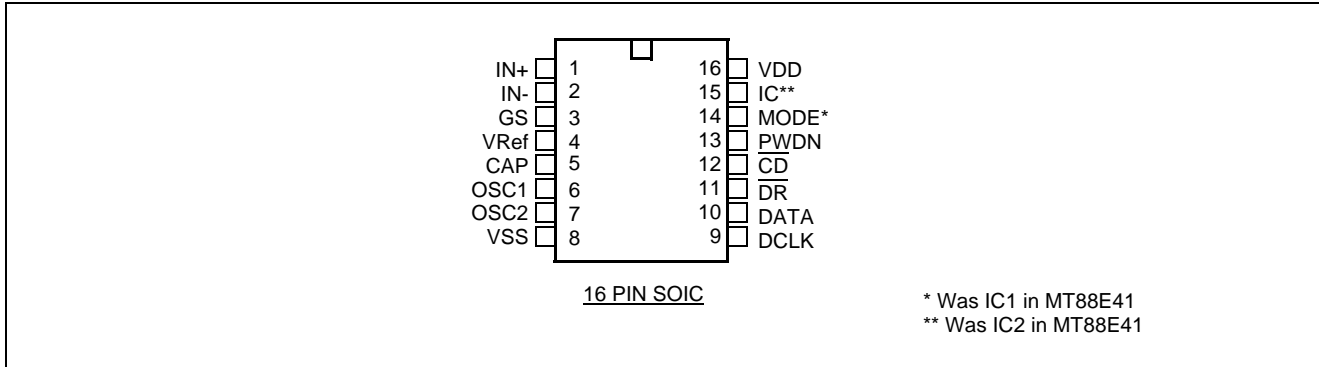 IN+ 1 16 VDD
IN- 2 15 IC**
GS 3 14 MODE*
VRef 4 13 PWDN
CAP 5 12 C̅D̅
OSC1 6 11 D̅R̅
OSC2 7 10 DATA
VSS 8 9 DCLK
16 PIN SOIC
* Was IC1 in MT88E41
** Was IC2 in MT88E41